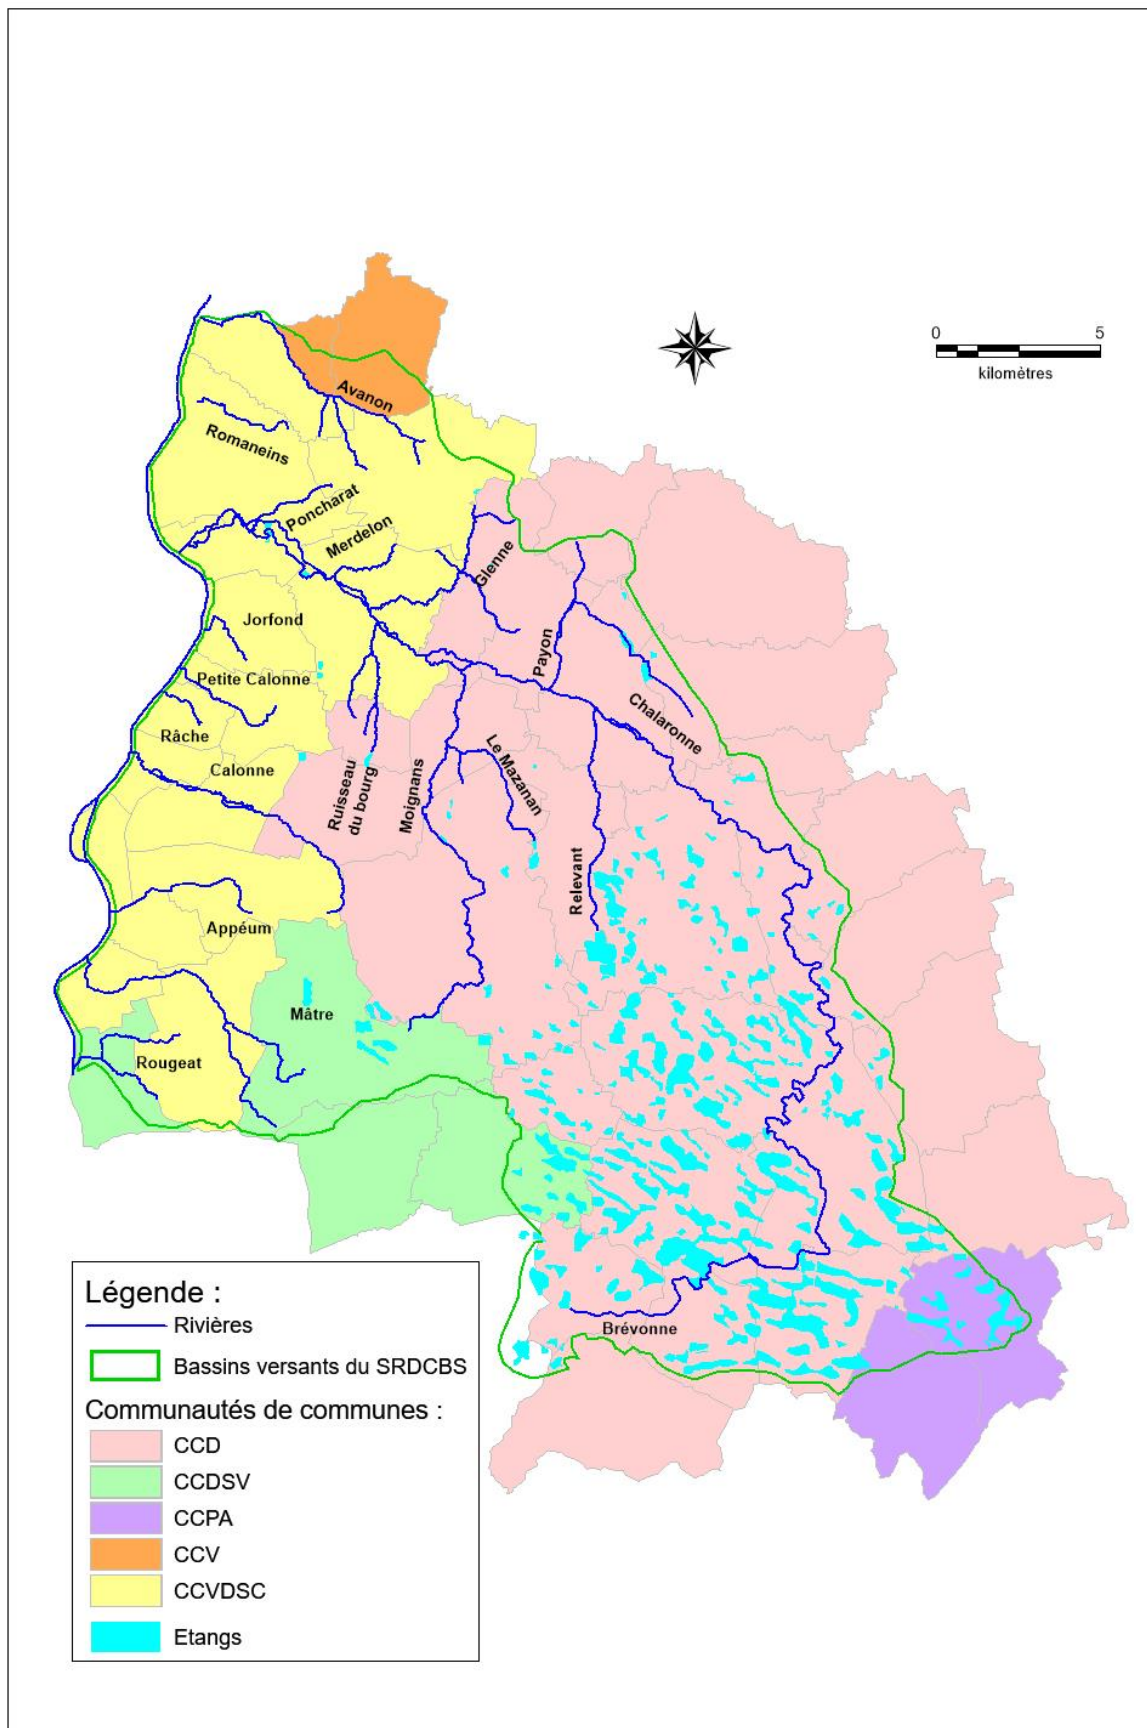 0 5
kilomètres
Avanon
Romaneins
Poncharat
Merdelon
Glenne
Jorfond
Payon
Petite Calonne
Chalaronne
Râche
Calonne
Le Mazanan
Ruisseau
du bourg
Moignans
Relevant
Appéum
Mâtre
Rougeat
Brévonne
Légende :
Rivières
Bassins versants du SRDCBS
Communautés de communes :
CCD
CCDSV
CCPA
CCV
CCVDSC
Etangs